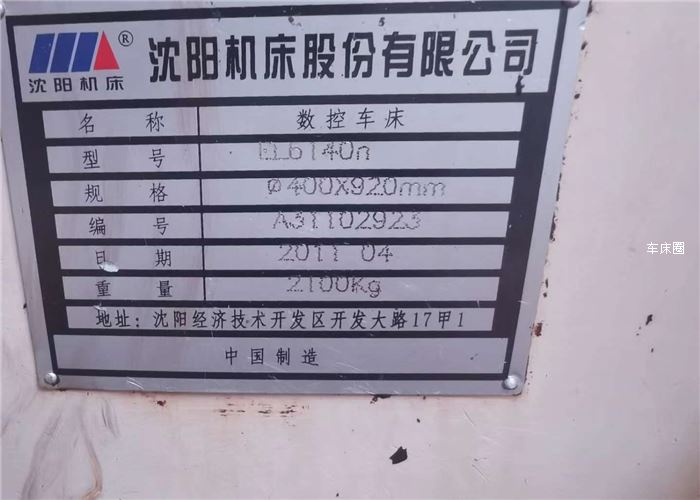 沈阳机床®
沈阳机床股份有限公司
名 称 数控车床
型 号 CL6140n
规 格 Φ400X920mm
编 号 A31102923
日 期 2011 04
重 量 2100Kg
地址：沈阳经济技术开发区开发大路17甲1
中国制造
车床圈